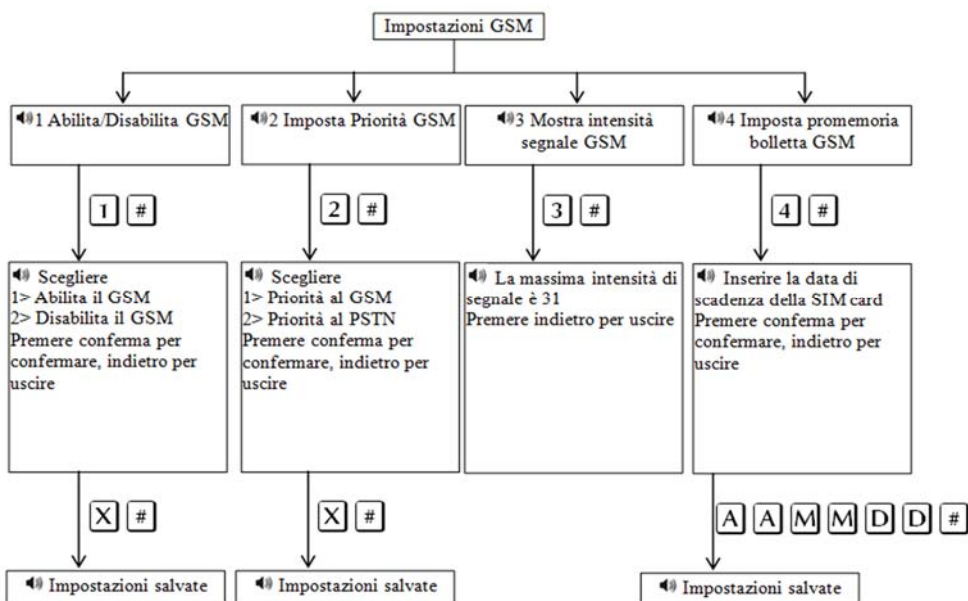 Impostazioni GSM
1 Abilita/Disabilita GSM
2 Imposta Priorità GSM
3 Mostra intensità
segnale GSM
4 Imposta promemoria
bolletta GSM
1 #
2 #
3 #
4 #
Scegliere
1> Abilita il GSM
2> Disabilita il GSM
Premere conferma per
confermare, indietro per
uscire
Scegliere
1> Priorità al GSM
2> Priorità al PSTN
Premere conferma per
confermare, indietro per
uscire
La massima intensità di
segnale è 31
Premere indietro per uscire
Inserire la data di
scadenza della SIM card
Premere conferma per
confermare, indietro per
uscire
X #
X #
A A M M D D #
Impostazioni salvate
Impostazioni salvate
Impostazioni salvate